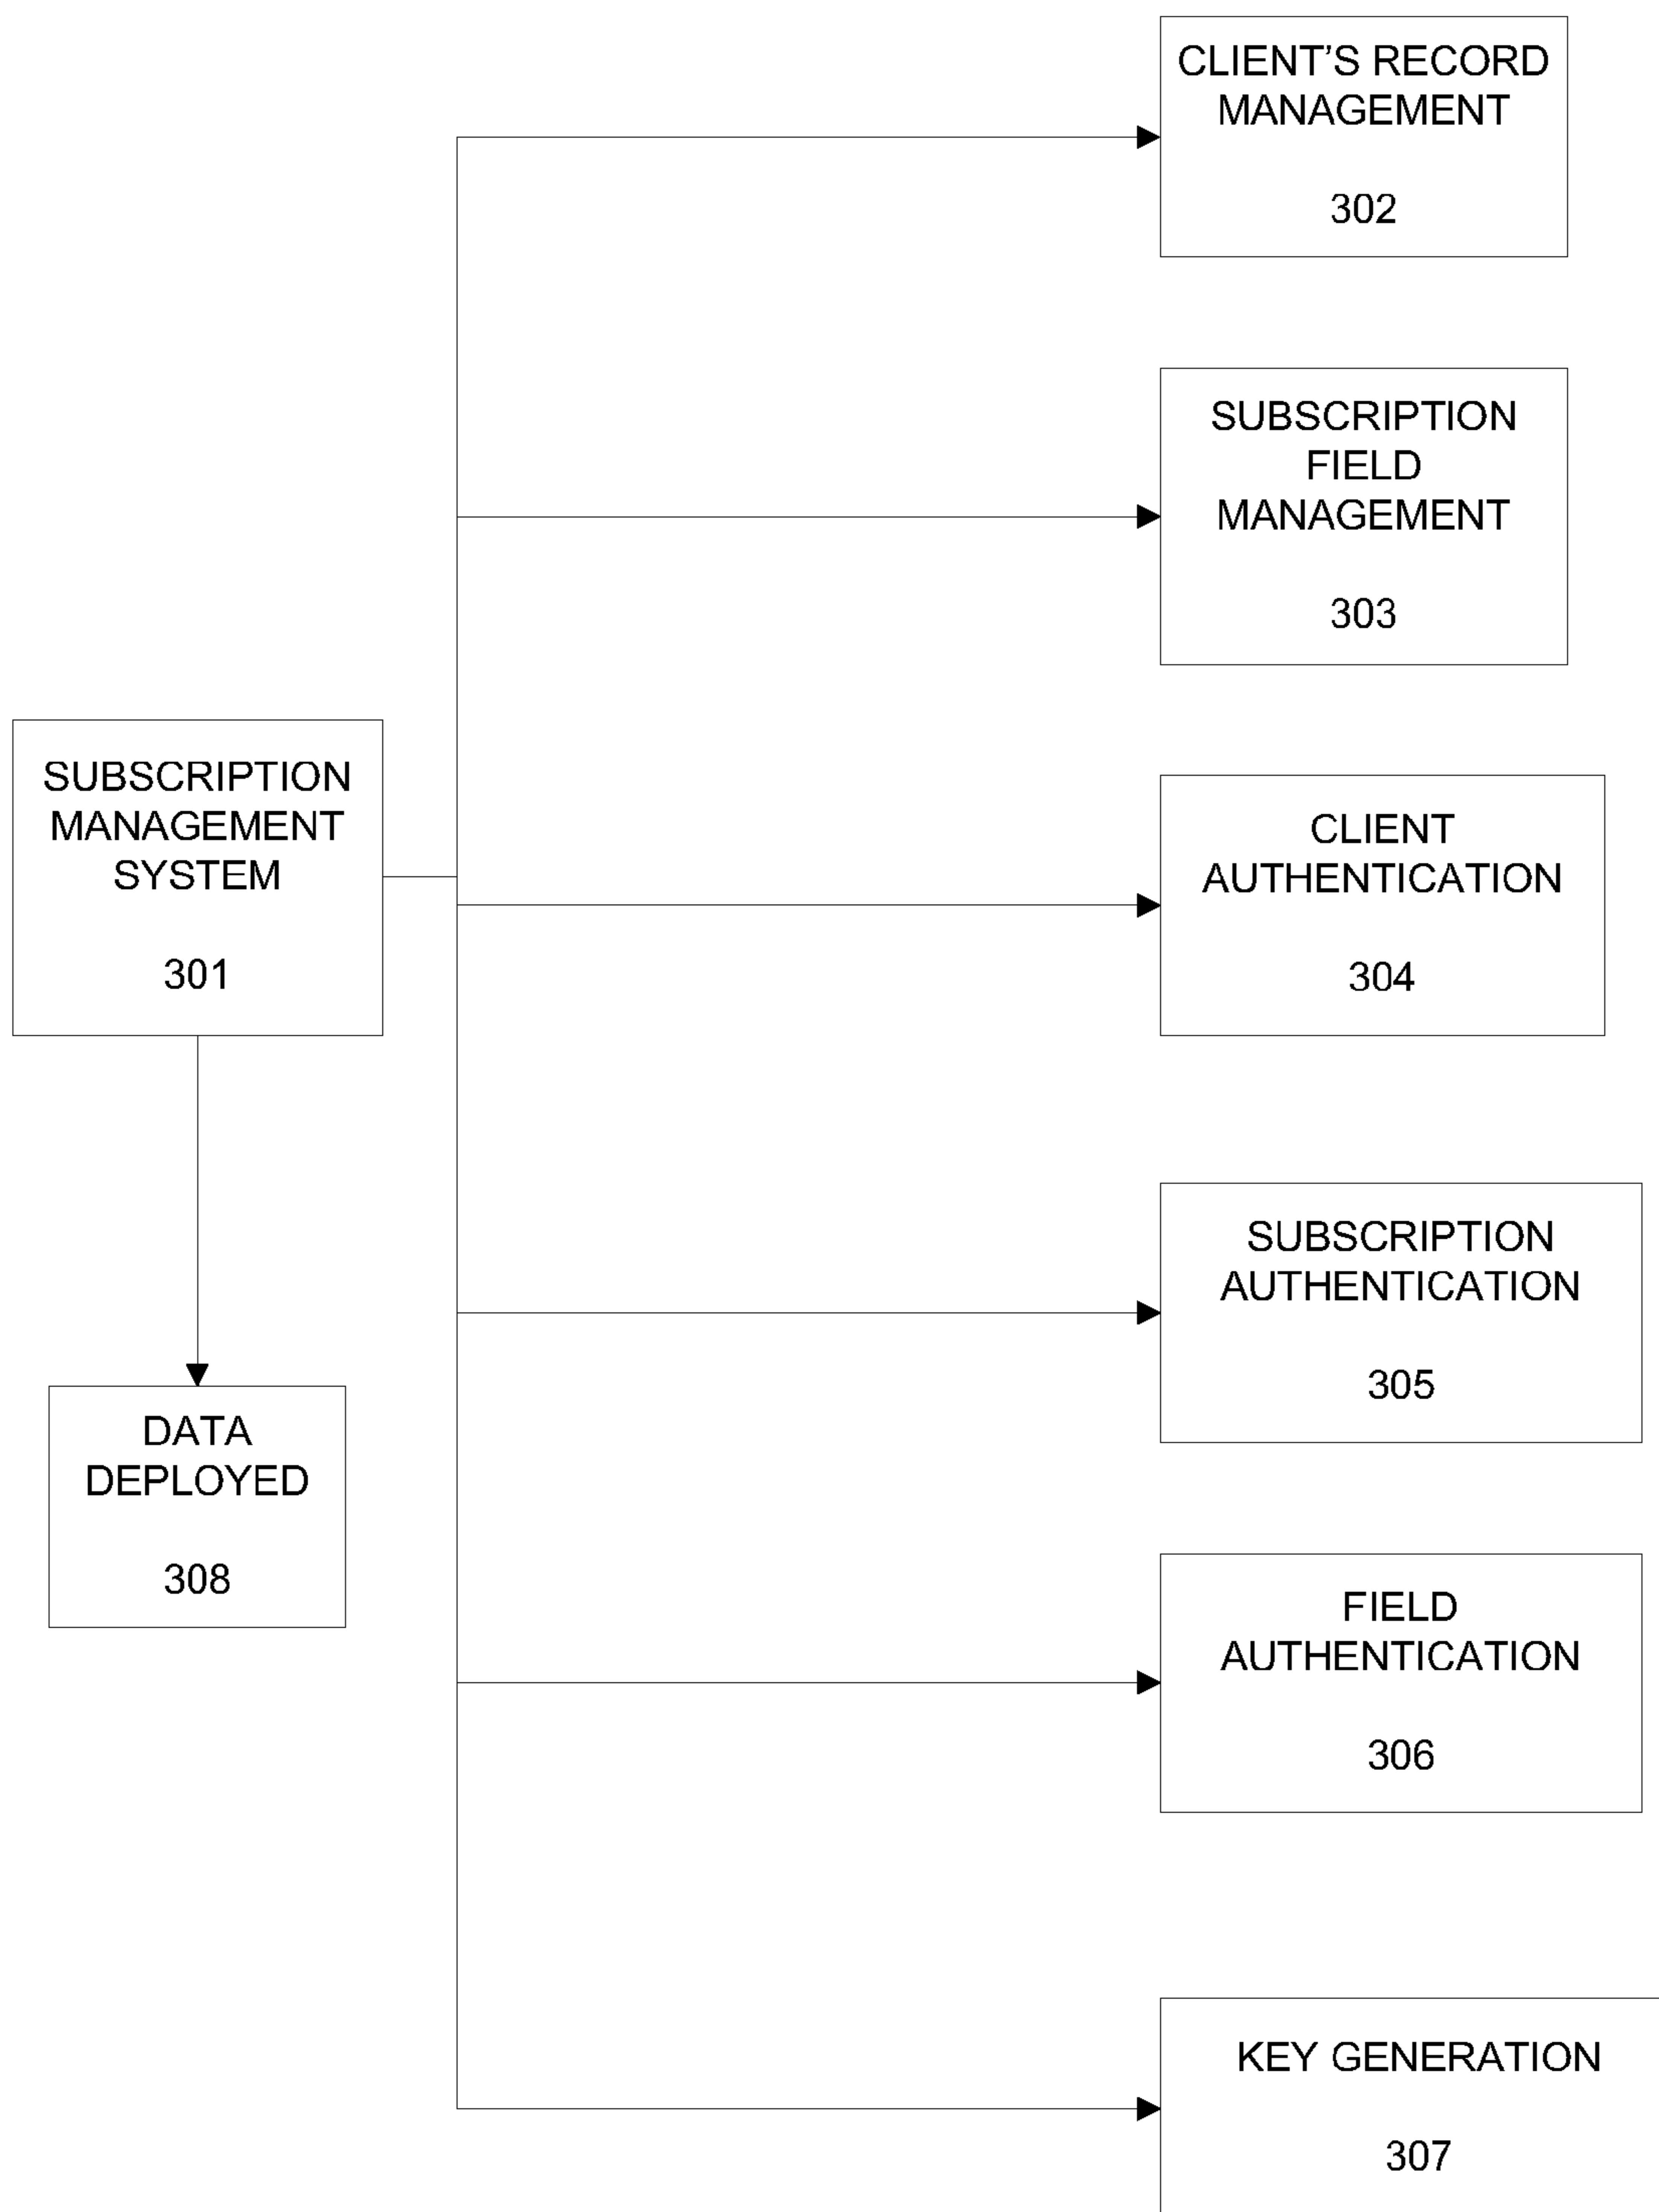 CLIENT'S RECORD
MANAGEMENT
302
SUBSCRIPTION
FIELD
MANAGEMENT
303
SUBSCRIPTION
MANAGEMENT
SYSTEM
301
CLIENT
AUTHENTICATION
304
SUBSCRIPTION
AUTHENTICATION
305
DATA
DEPLOYED
308
FIELD
AUTHENTICATION
306
KEY GENERATION
307